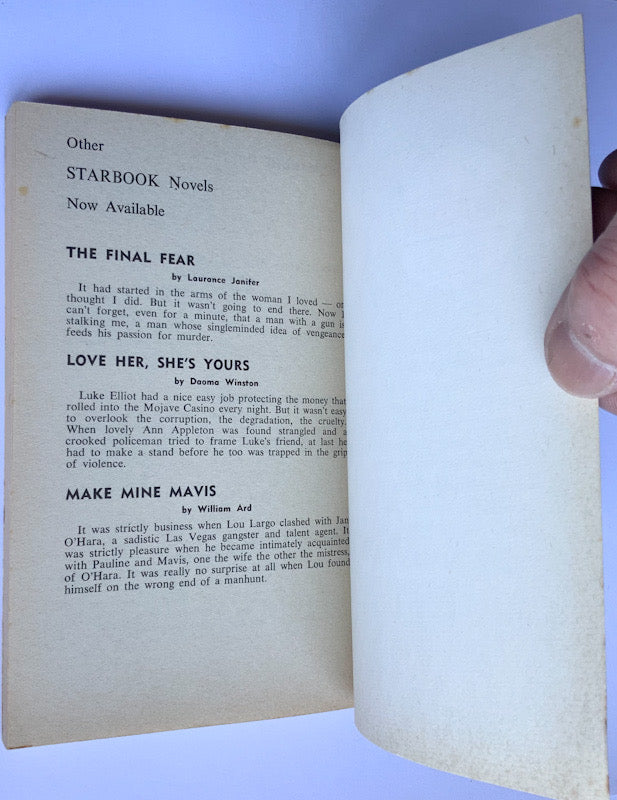 Other
STARBOOK Novels
Now Available
THE FINAL FEAR
by Laurance Janifer
It had started in the arms of the woman I loved — or
thought I did. But it wasn't going to end there. Now I
can't forget, even for a minute, that a man with a gun is
stalking me, a man whose singleminded idea of vengeance
feeds his passion for murder.
LOVE HER, SHE'S YOURS
by Daoma Winston
Luke Elliot had a nice easy job protecting the money that
rolled into the Mojave Casino every night. But it wasn't easy
to overlook the corruption, the degradation, the cruelty.
When lovely Ann Appleton was found strangled and a
crooked policeman tried to frame Luke's friend, at last he
had to make a stand before he too was trapped in the grip
of violence.
MAKE MINE MAVIS
by William Ard
It was strictly business when Lou Largo clashed with Jan
O'Hara, a sadistic Las Vegas gangster and talent agent. It
was strictly pleasure when he became intimately acquainted
with Pauline and Mavis, one the wife the other the mistress,
of O'Hara. It was really no surprise at all when Lou found
himself on the wrong end of a manhunt.